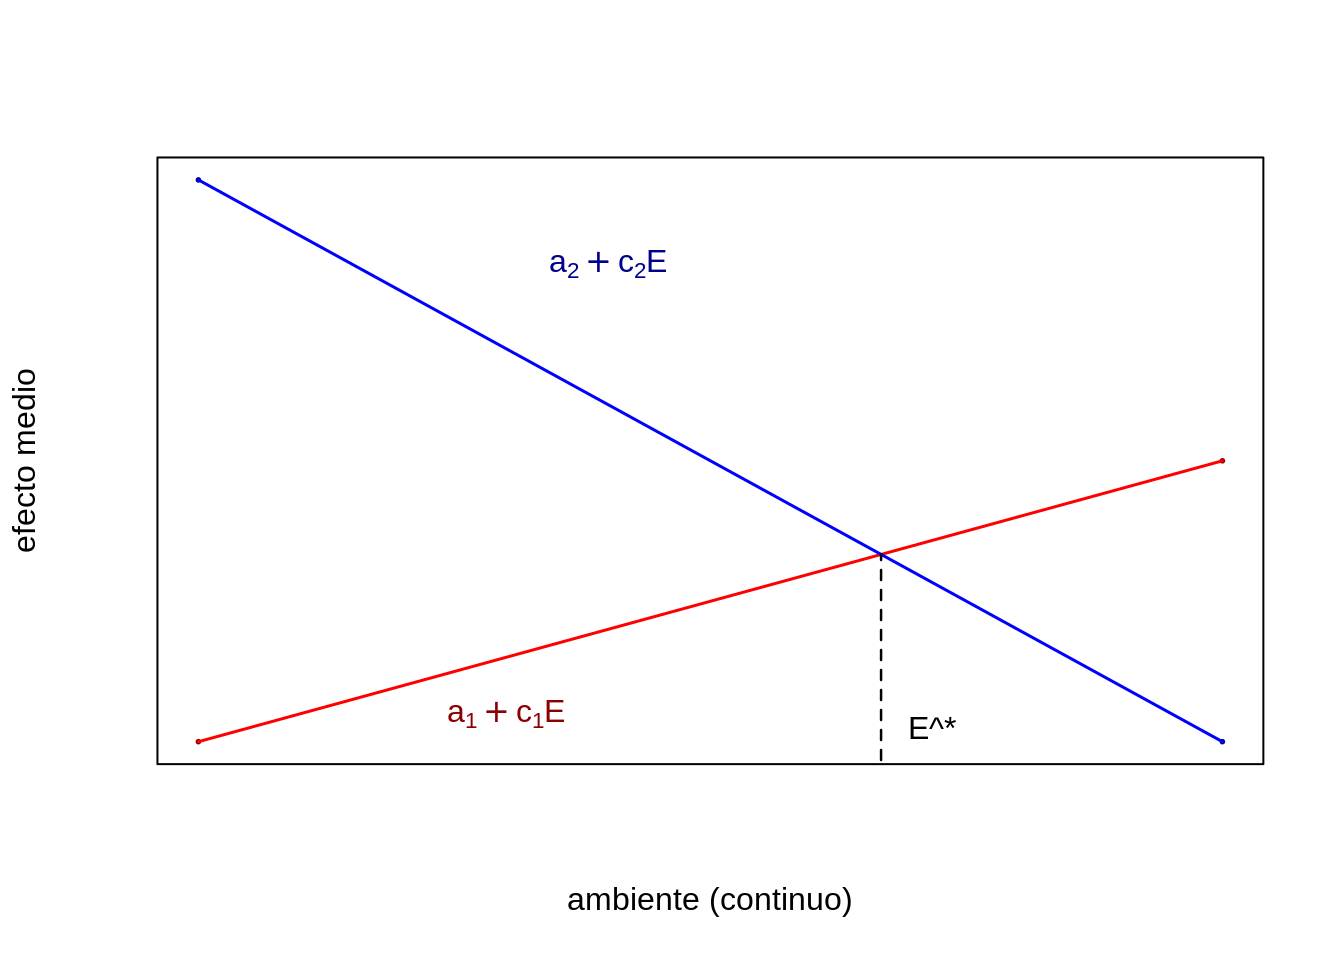 a₂ + c₂E
efecto medio
a₁ + c₁E
E^*
ambiente (continuo)